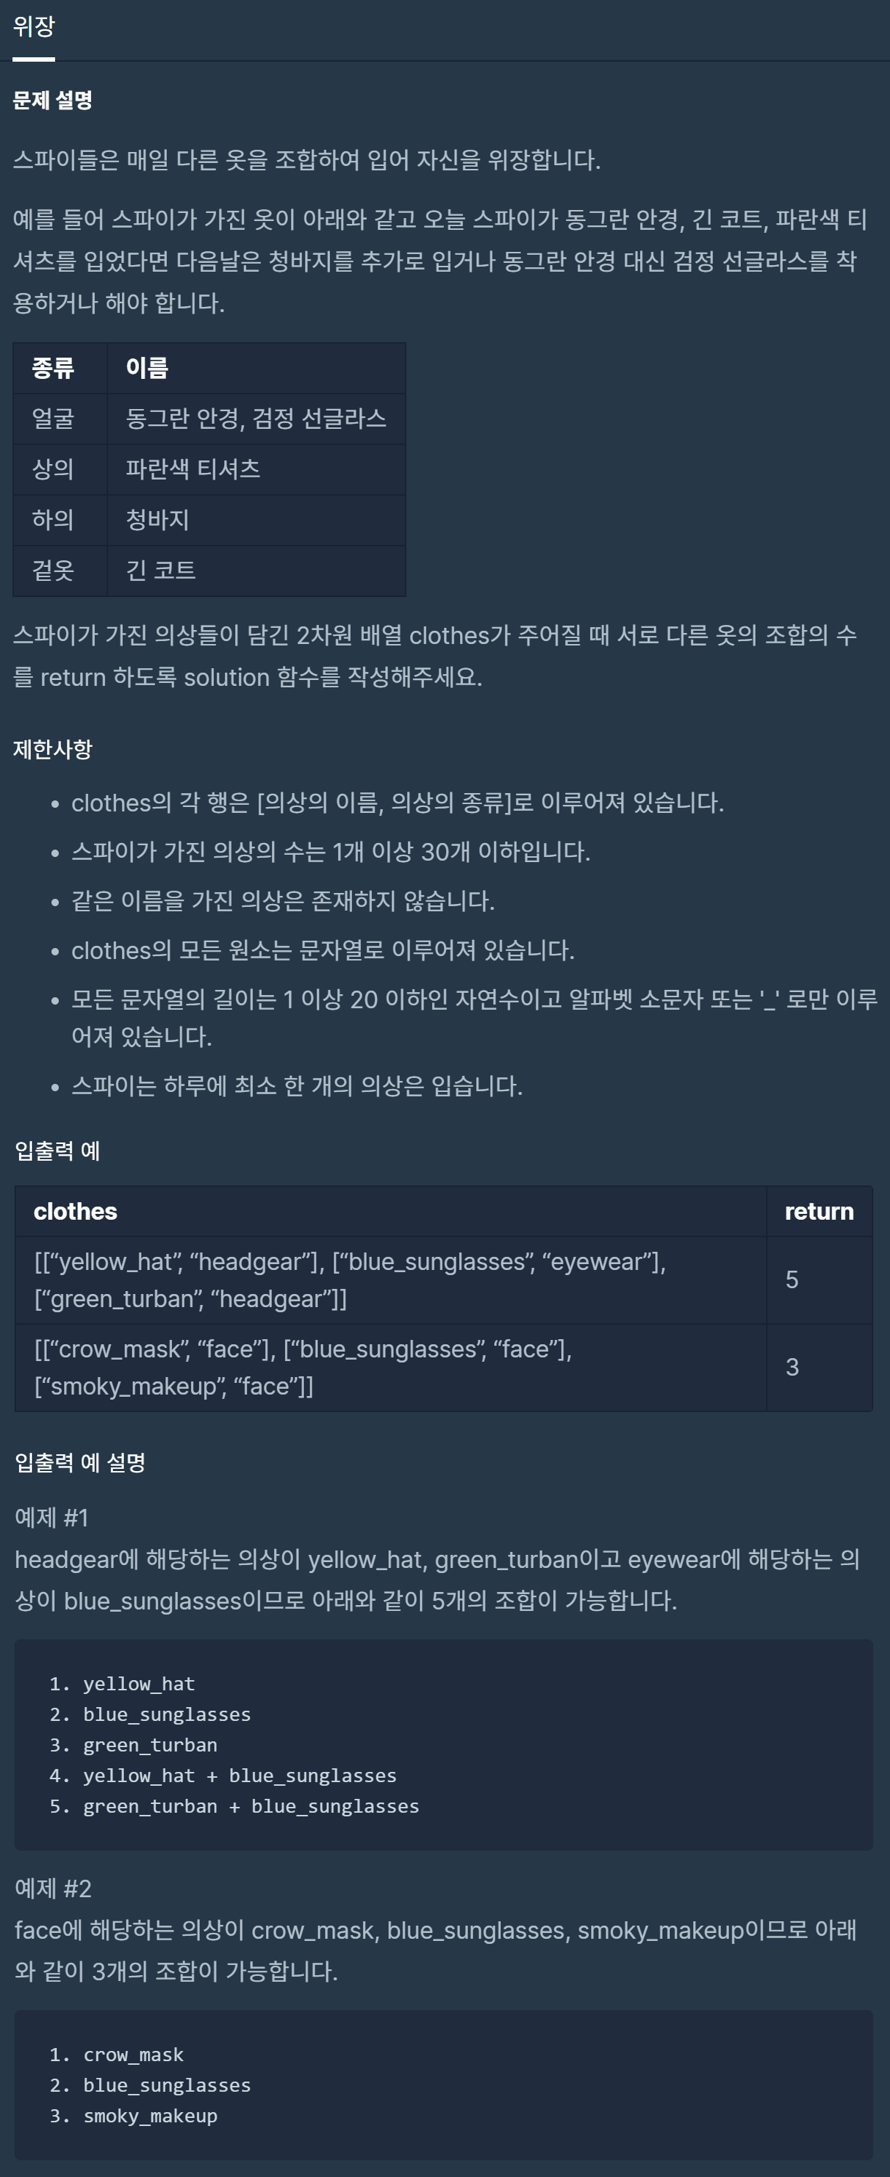 위장
문제 설명
스파이들은 매일 다른 옷을 조합하여 입어 자신을 위장합니다.
예를 들어 스파이가 가진 옷이 아래와 같고 오늘 스파이가 동그란 안경, 긴 코트, 파란색 티
셔츠를 입었다면 다음날은 청바지를 추가로 입거나 동그란 안경 대신 검정 선글라스를 착
용하거나 해야 합니다.
종류 이름
얼굴 동그란 안경, 검정 선글라스
상의 파란색 티셔츠
하의 청바지
겉옷 긴 코트
스파이가 가진 의상들이 담긴 2차원 배열 clothes가 주어질 때 서로 다른 옷의 조합의 수
를 return 하도록 solution 함수를 작성해주세요.
제한사항
• clothes의 각 행은 [의상의 이름, 의상의 종류]로 이루어져 있습니다.
• 스파이가 가진 의상의 수는 1개 이상 30개 이하입니다.
• 같은 이름을 가진 의상은 존재하지 않습니다.
• clothes의 모든 원소는 문자열로 이루어져 있습니다.
• 모든 문자열의 길이는 1 이상 20 이하인 자연수이고 알파벳 소문자 또는 '_' 로만 이루
어져 있습니다.
• 스파이는 하루에 최소 한 개의 의상은 입습니다.
입출력 예
clothes return
[[“yellow_hat”, “headgear”], [“blue_sunglasses”, “eyewear”],
[“green_turban”, “headgear”]]
5
[[“crow_mask”, “face”], [“blue_sunglasses”, “face”],
[“smoky_makeup”, “face”]]
3
입출력 예 설명
예제 #1
headgear에 해당하는 의상이 yellow_hat, green_turban이고 eyewear에 해당하는 의
상이 blue_sunglasses이므로 아래와 같이 5개의 조합이 가능합니다.
1. yellow_hat
2. blue_sunglasses
3. green_turban
4. yellow_hat + blue_sunglasses
5. green_turban + blue_sunglasses
예제 #2
face에 해당하는 의상이 crow_mask, blue_sunglasses, smoky_makeup이므로 아래
와 같이 3개의 조합이 가능합니다.
1. crow_mask
2. blue_sunglasses
3. smoky_makeup